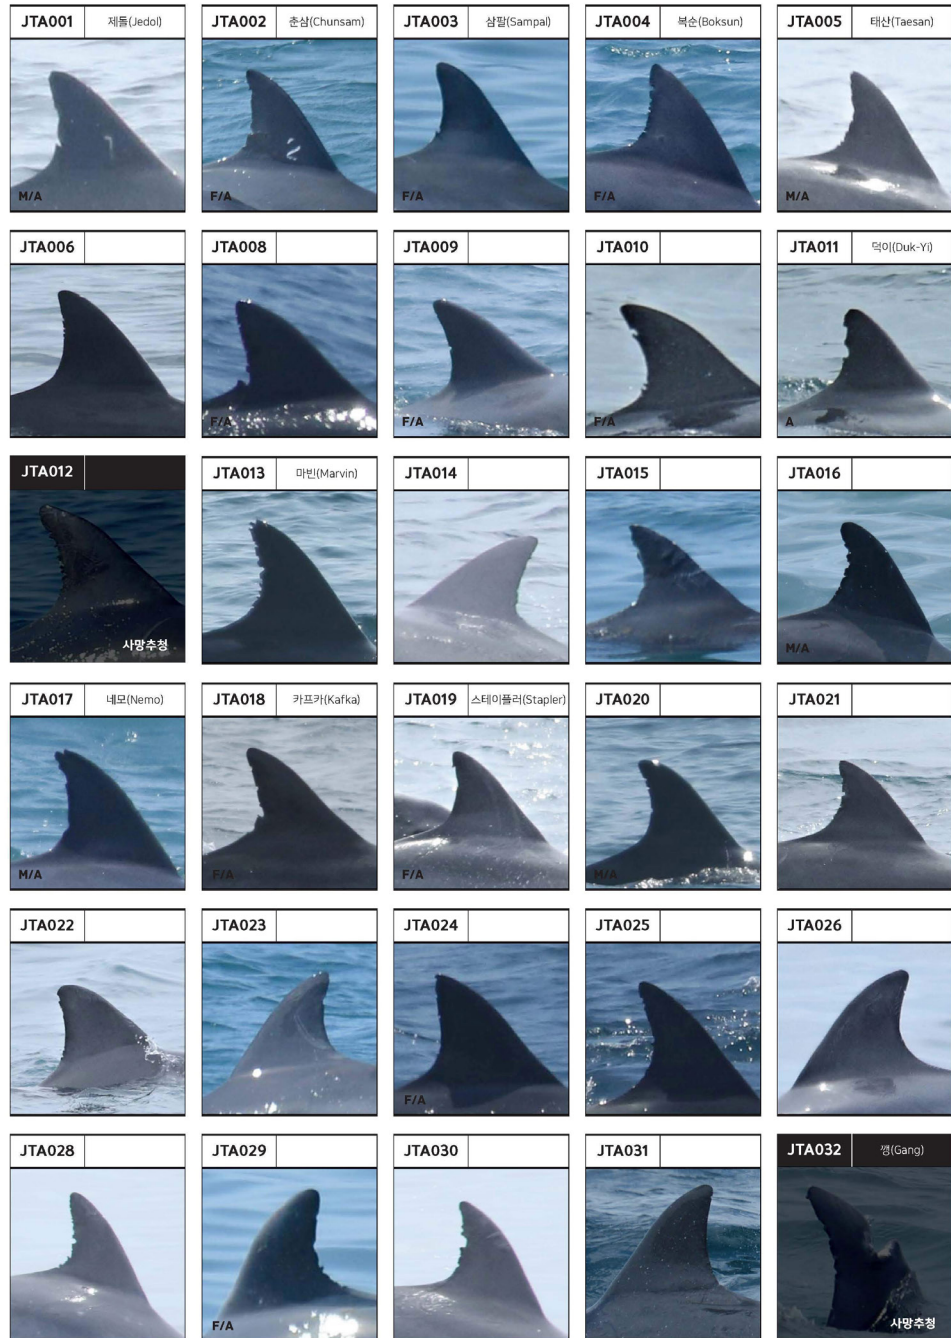 JTA001 제돌(Jedol)
JTA002 춘삼(Chunsam)
JTA003 삼팔(Sampal)
JTA004 복순(Boksun)
JTA005 태산(Taesan)
M/A
F/A
F/A
M/A
JTA006
JTA008
JTA009
JTA010
JTA011 덕이(Duk-Yi)
F/A
F/A
F/A
A
JTA012
JTA013 마빈(Marvin)
JTA014
JTA015
JTA016
사망추청
M/A
JTA017 네모(Nemo)
JTA018 카프카(Kafka)
JTA019 스테이플러(Stapler)
JTA020
JTA021
M/A
F/A
F/A
M/A
JTA022
JTA023
JTA024
JTA025
JTA026
F/A
JTA028
JTA029
JTA030
JTA031
JTA032 깽(Gang)
F/A
사망추청